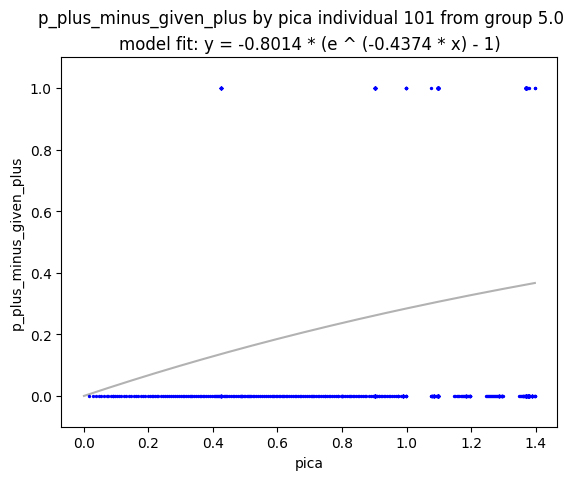 p_plus_minus_given_plus by pica individual 101 from group 5.0
model fit: y = -0.8014 * (e ^ (-0.4374 * x) - 1)
p_plus_minus_given_plus
1.0
0.8
0.6
0.4
0.2
0.0
0.0 0.2 0.4 0.6 0.8 1.0 1.2 1.4
pica